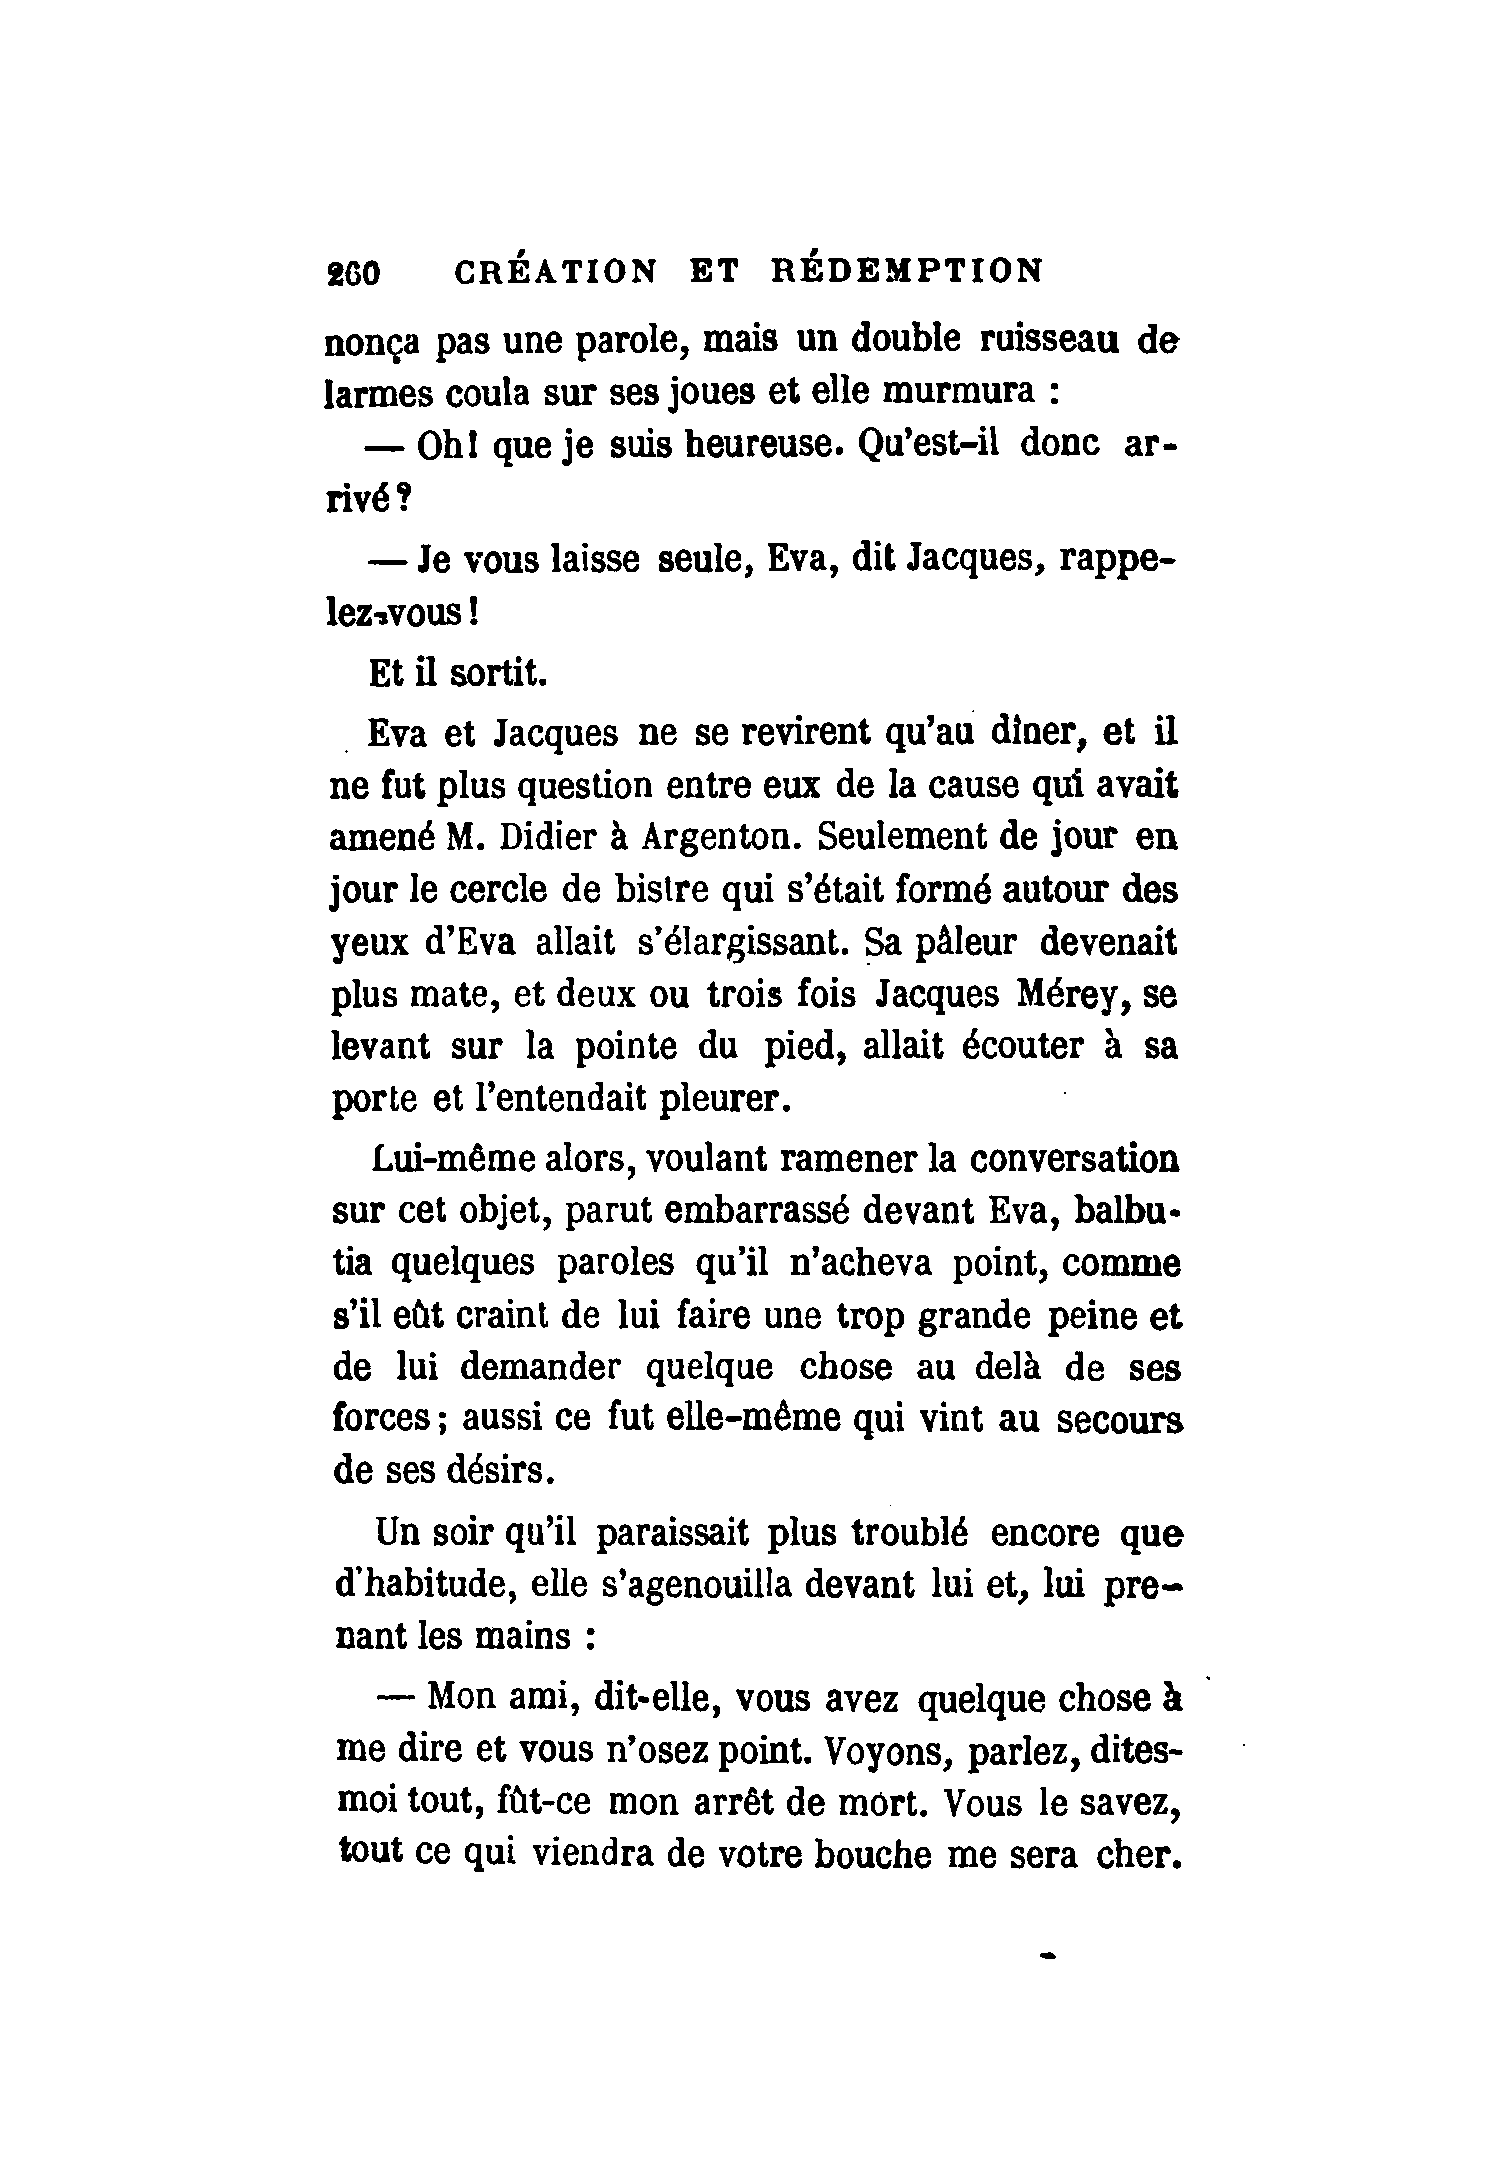 260 CRÉATION ET RÉDEMPTION
nonça pas une parole, mais un double ruisseau de
larmes coula sur ses joues et elle murmura :
— Oh! que je suis heureuse. Qu'est-il donc ar-
rivé ?
— Je vous laisse seule, Eva, dit Jacques, rappe-
lez-vous !
Et il sortit.
Eva et Jacques ne se revirent qu'au dîner, et il
ne fut plus question entre eux de la cause qui avait
amené M. Didier à Argenton. Seulement de jour en
jour le cercle de bistre qui s'était formé autour des
yeux d'Eva allait s'élargissant. Sa pâleur devenait
plus mate, et deux ou trois fois Jacques Mérey, se
levant sur la pointe du pied, allait écouter à sa
porte et l'entendait pleurer.
Lui-même alors, voulant ramener la conversation
sur cet objet, parut embarrassé devant Eva, balbu-
tia quelques paroles qu'il n'acheva point, comme
s'il eût craint de lui faire une trop grande peine et
de lui demander quelque chose au delà de ses
forces ; aussi ce fut elle-même qui vint au secours
de ses désirs.
Un soir qu'il paraissait plus troublé encore que
d'habitude, elle s'agenouilla devant lui et, lui pre-
nant les mains :
— Mon ami, dit-elle, vous avez quelque chose à
me dire et vous n'osez point. Voyons, parlez, dites-
moi tout, fût-ce mon arrêt de mort. Vous le savez,
tout ce qui viendra de votre bouche me sera cher.